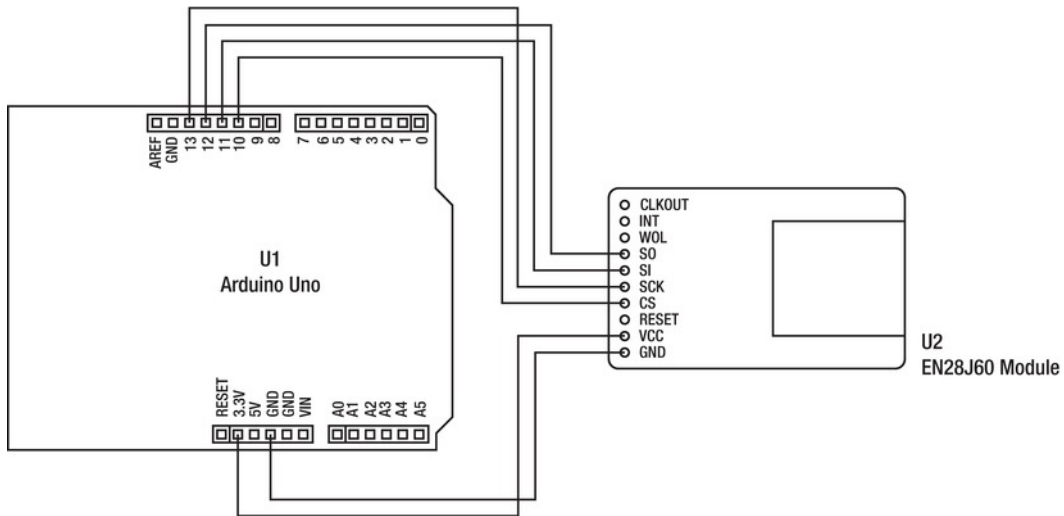 AREF
GND
13
12
11
10
9
8
7
6
5
4
3
2
1
0
U1
Arduino Uno
RESET
3.3V
5V
GND
GND
VIN
A0
A1
A2
A3
A4
A5
CLKOUT
INT
WOL
SO
SI
SCK
CS
RESET
VCC
GND
U2
EN28J60 Module